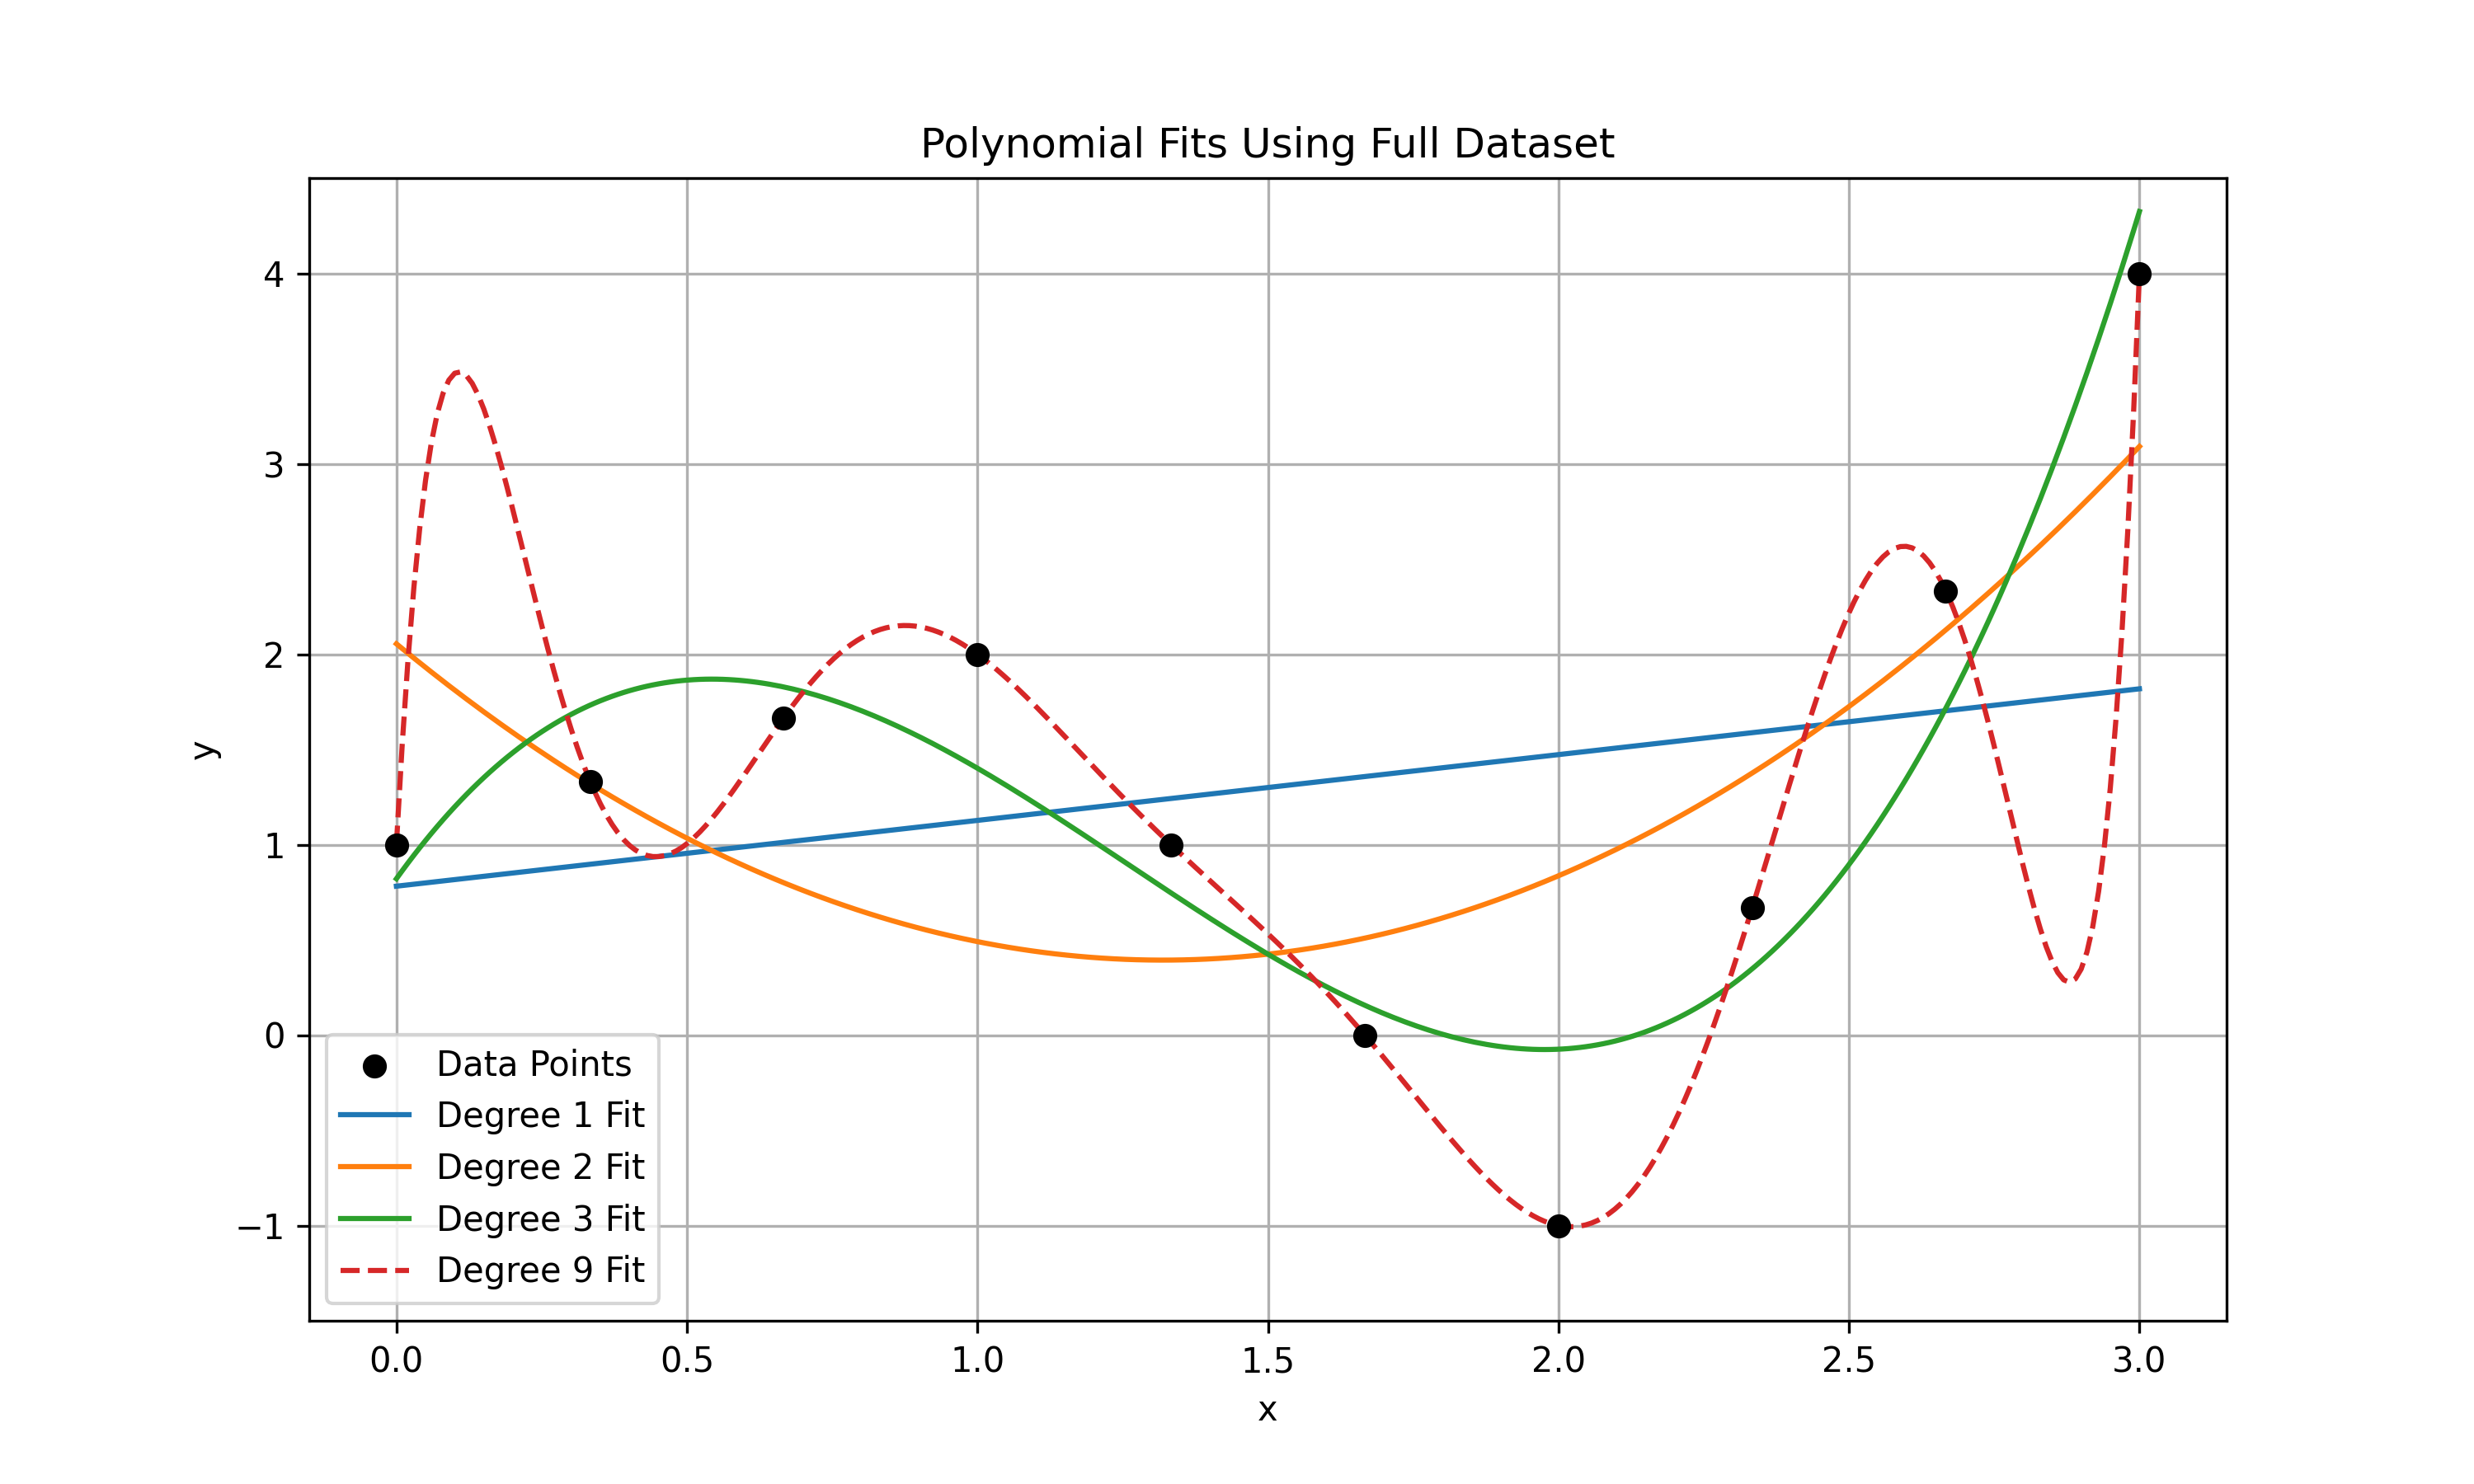 Polynomial Fits Using Full Dataset
y
4
3
2
1
0
−1
Data Points
Degree 1 Fit
Degree 2 Fit
Degree 3 Fit
Degree 9 Fit
0.0 0.5 1.0 1.5 2.0 2.5 3.0
x